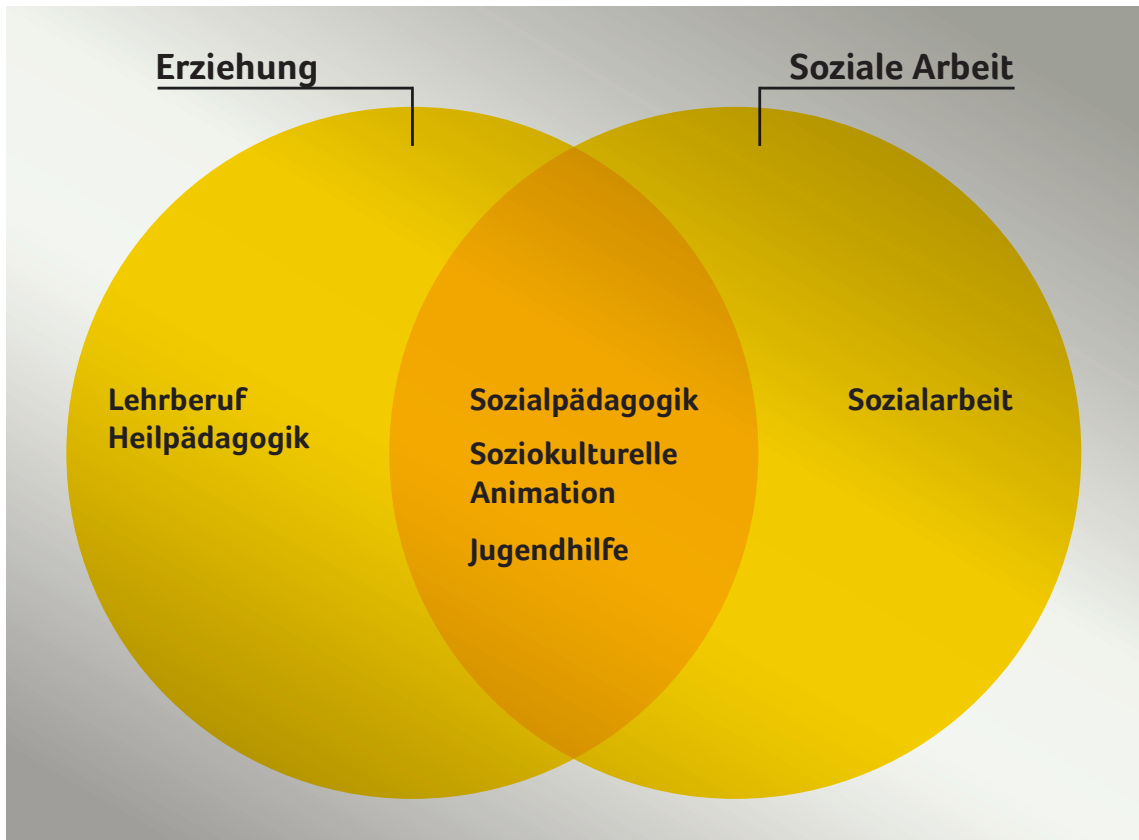 Erziehung
Soziale Arbeit
Lehrberuf
Heilpädagogik
Sozialpädagogik
Soziokulturelle
Animation
Jugendhilfe
Sozialarbeit